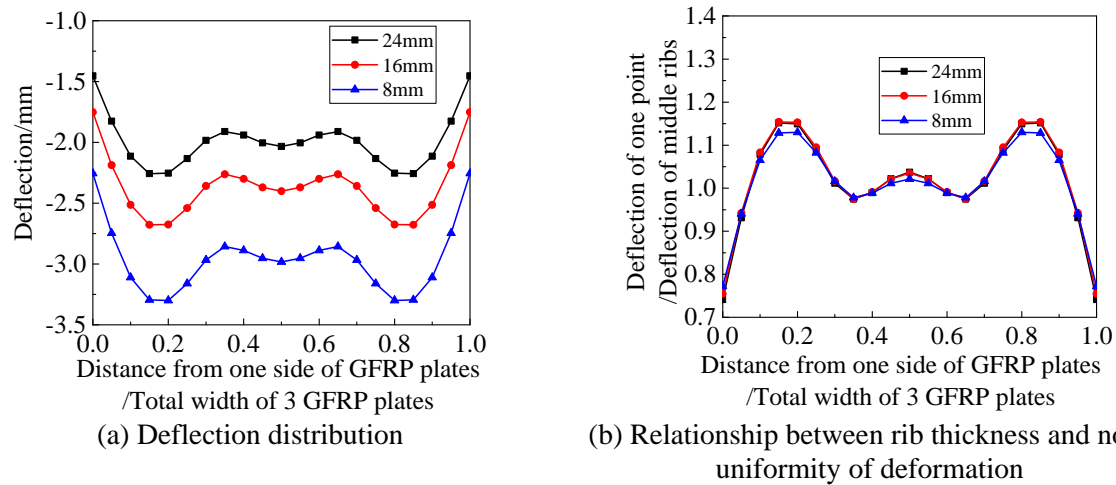 -1.0
-1.5
-2.0
-2.5
-3.0
-3.5
Deflection/mm
24mm
16mm
8mm
0.0 0.2 0.4 0.6 0.8 1.0
Distance from one side of GFRP plates
/Total width of 3 GFRP plates
(a) Deflection distribution
1.4
1.3
1.2
1.1
1.0
0.9
0.8
0.7
Deflection of one point
/Deflection of middle ribs
24mm
16mm
8mm
0.0 0.2 0.4 0.6 0.8 1.0
Distance from one side of GFRP plates
/Total width of 3 GFRP plates
(b) Relationship between rib thickness and no
uniformity of deformation